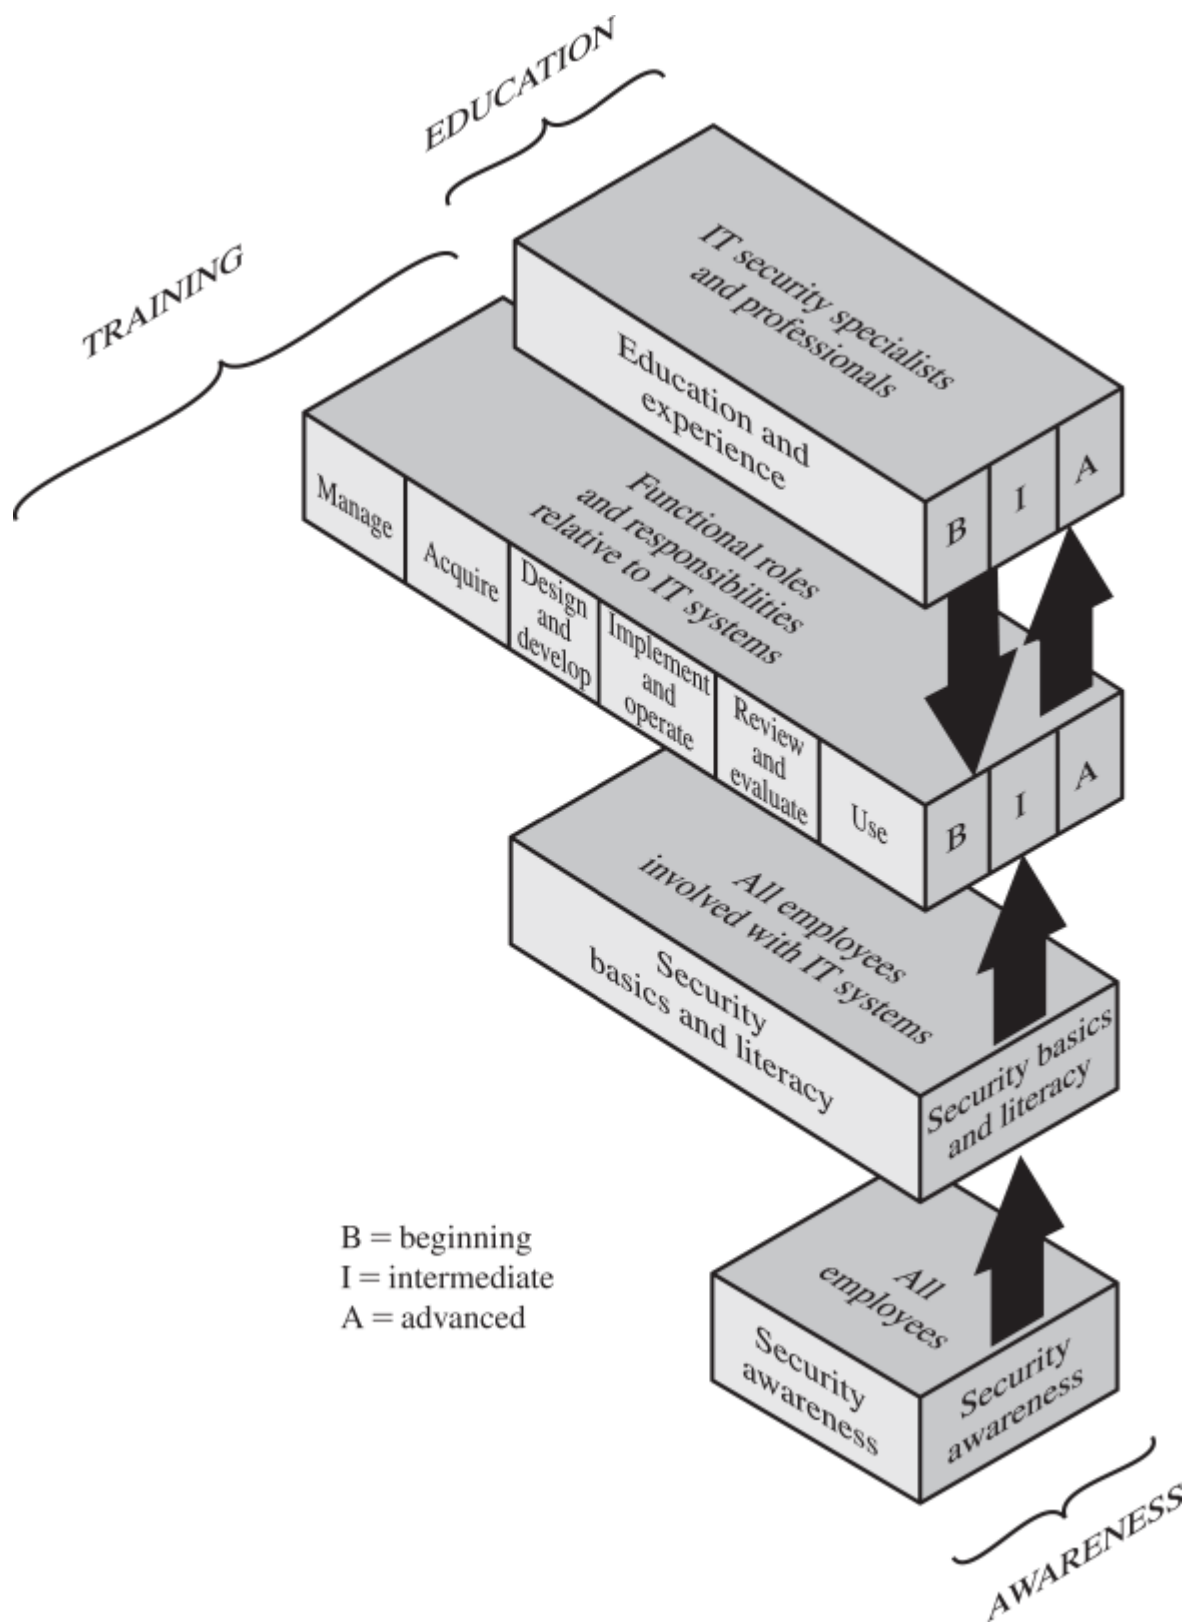 EDUCATION
TRAINING
IT security specialists
and professionals
Education and
experience
B
I
A
Functional roles
and responsibilities
relative to IT systems
Manage
Acquire
Design
and
develop
Implement
and
operate
Review
and
evaluate
Use
B
I
A
All employees
involved with IT systems
Security
basics and literacy
Security basics
and literacy
B = beginning
I = intermediate
A = advanced
All
employees
Security
awareness
Security
awareness
AWARENESS